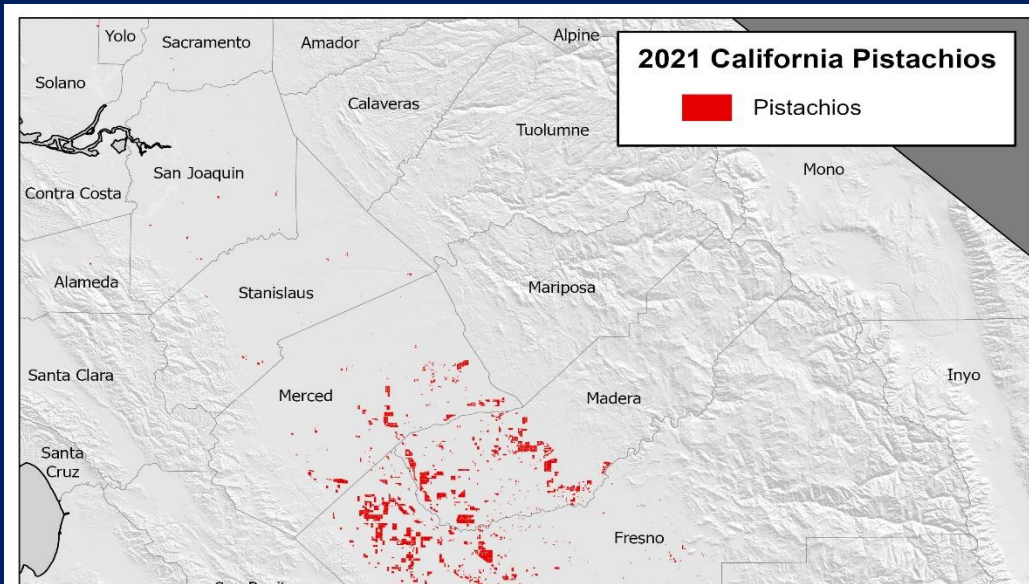 Yolo
Sacramento
Amador
Alpine
2021 California Pistachios
Pistachios
Solano
Calaveras
Tuolumne
San Joaquin
Mono
Contra Costa
Alameda
Stanislaus
Mariposa
Santa Clara
Merced
Madera
Inyo
Santa
Cruz
Fresno